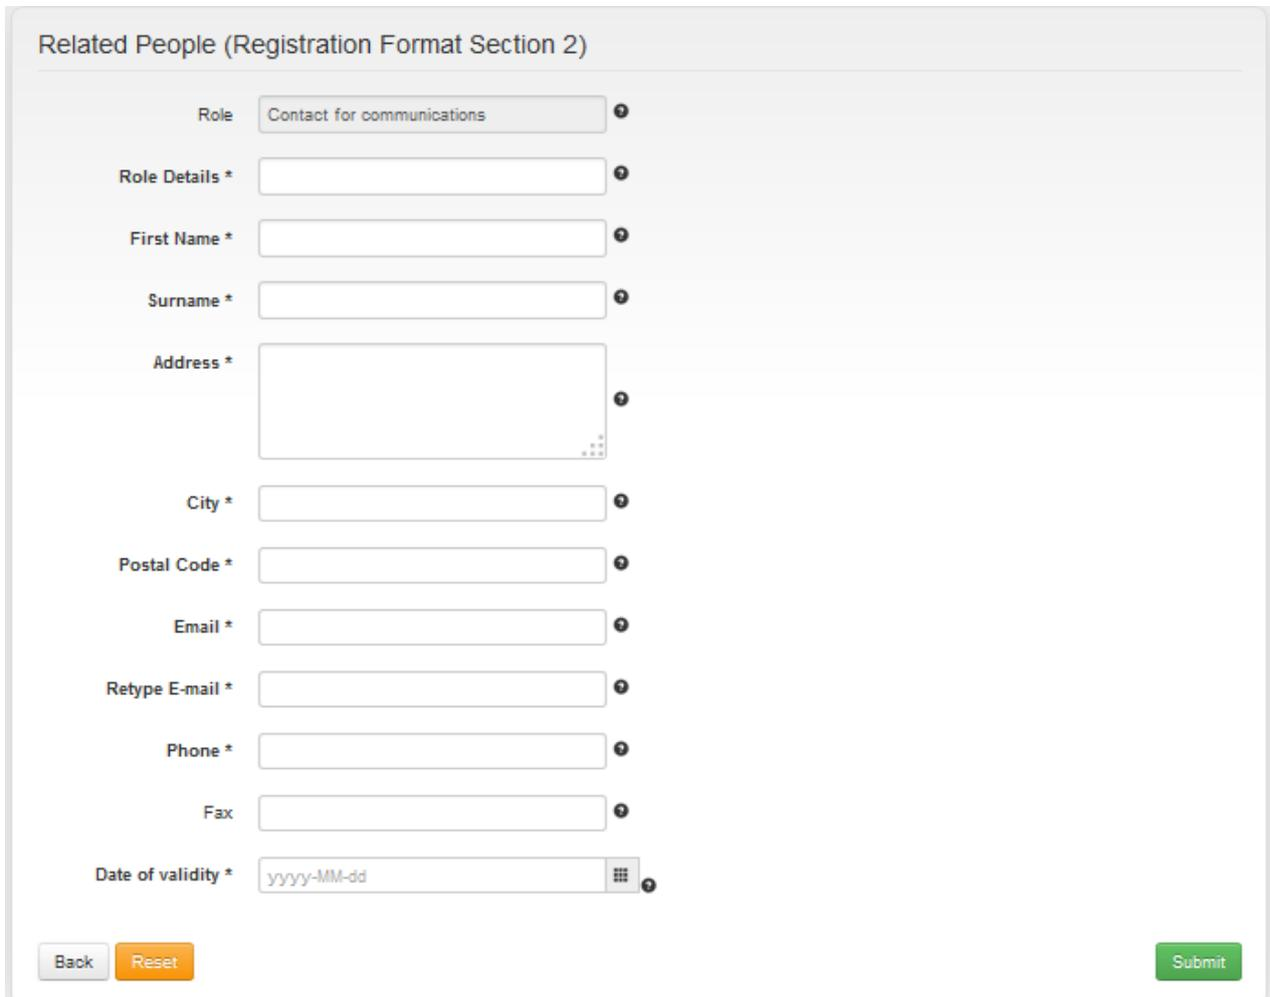 Related People (Registration Format Section 2)
Role Contact for communications
Role Details *
First Name *
Surname *
Address *
City *
Postal Code *
Email *
Retype E-mail *
Phone *
Fax
Date of validity * yyyy-MM-dd
Back Reset Submit